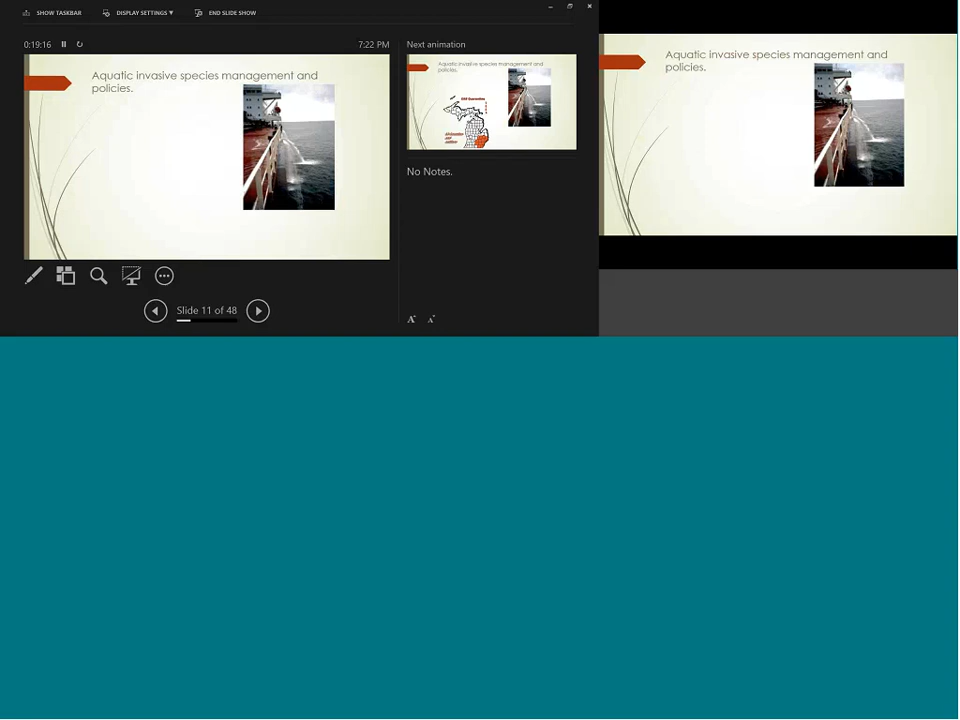 SHOW TASKBAR
DISPLAY SETTINGS ▼
END SLIDE SHOW
0:19:16
7:22 PM
Aquatic invasive species management and
policies.
Next animation
Aquatic invasive species management and
policies.
No Notes.
Slide 11 of 48
A A
Aquatic invasive species management and
policies.